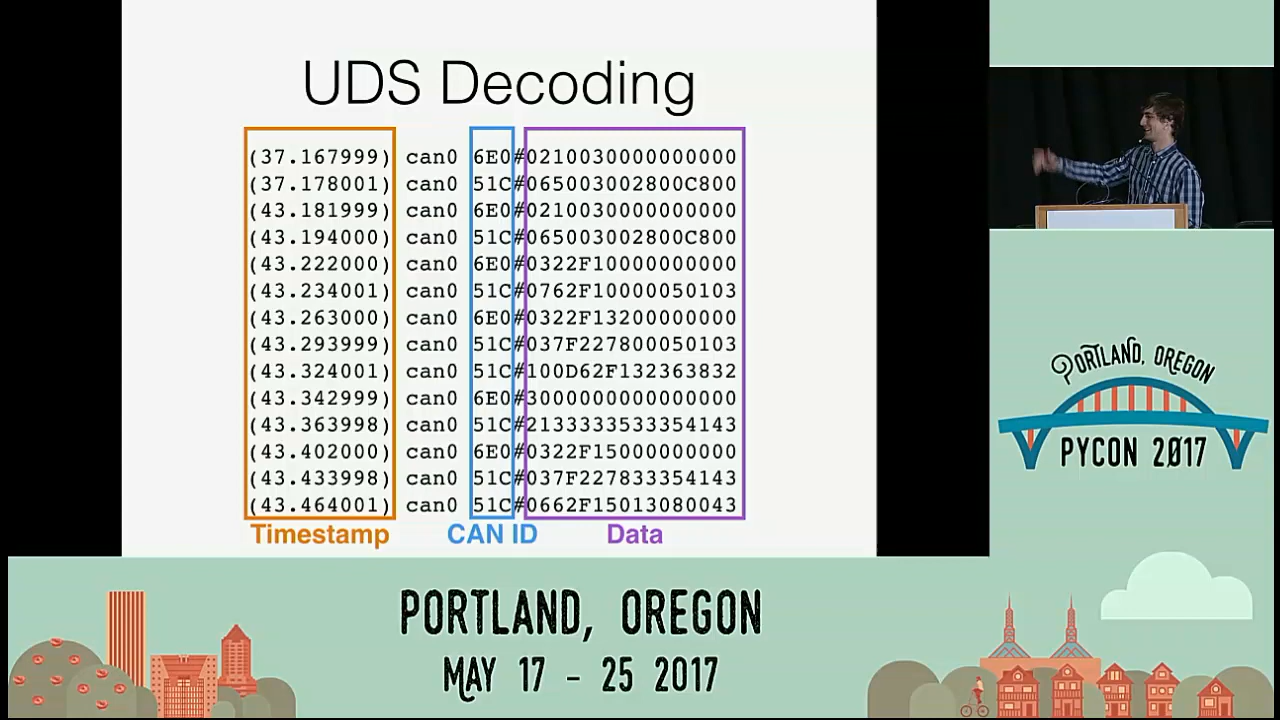 UDS Decoding
(37.167999) can0 6E0#0210030000000000
(37.178001) can0 51C#065003002800C800
(43.181999) can0 6E0#0210030000000000
(43.194000) can0 51C#065003002800C800
(43.222000) can0 6E0#0322F10000000000
(43.234001) can0 51C#0762F10000050103
(43.263000) can0 6E0#0322F13200000000
(43.293999) can0 51C#037F227800050103
(43.324001) can0 51C#100D62F132363832
(43.342999) can0 6E0#3000000000000000
(43.363998) can0 51C#2133333533354143
(43.402000) can0 6E0#0322F15000000000
(43.433998) can0 51C#037F227833354143
(43.464001) can0 51C#0662F15013080043
Timestamp CAN ID Data
PORTLAND, OREGON
PYCON 2017
PORTLAND, OREGON
MAY 17 - 25 2017